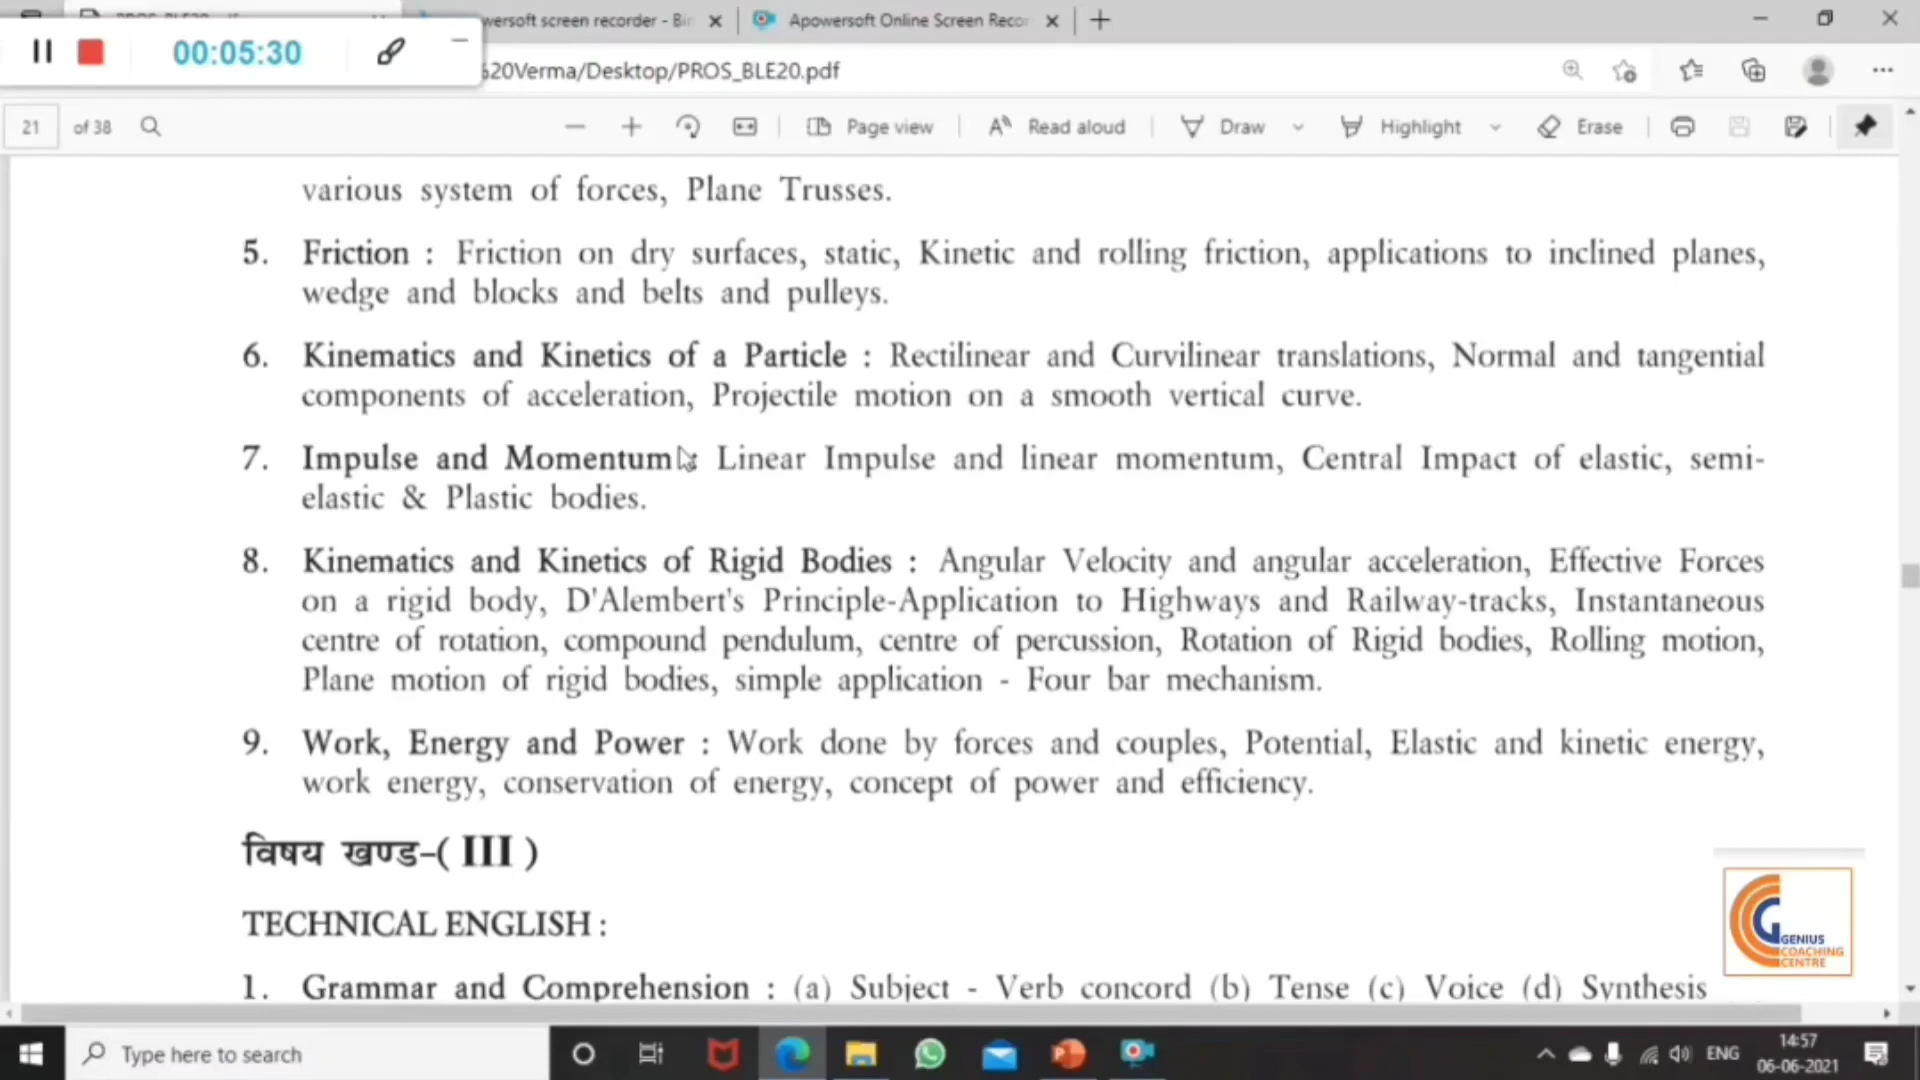 00:05:30
wersoft screen recorder - Bin
Apowersoft Online Screen Recor
%20Verma/Desktop/PROS_BLE20.pdf
21 of 38
Page view
Read aloud
Draw
Highlight
Erase
various system of forces, Plane Trusses.
5. Friction : Friction on dry surfaces, static, Kinetic and rolling friction, applications to inclined planes,
wedge and blocks and belts and pulleys.
6. Kinematics and Kinetics of a Particle : Rectilinear and Curvilinear translations, Normal and tangential
components of acceleration, Projectile motion on a smooth vertical curve.
7. Impulse and Momentum : Linear Impulse and linear momentum, Central Impact of elastic, semi-
elastic & Plastic bodies.
8. Kinematics and Kinetics of Rigid Bodies : Angular Velocity and angular acceleration, Effective Forces
on a rigid body, D'Alembert's Principle-Application to Highways and Railway-tracks, Instantaneous
centre of rotation, compound pendulum, centre of percussion, Rotation of Rigid bodies, Rolling motion,
Plane motion of rigid bodies, simple application - Four bar mechanism.
9. Work, Energy and Power : Work done by forces and couples, Potential, Elastic and kinetic energy,
work energy, conservation of energy, concept of power and efficiency.
विषय खण्ड-( III )
TECHNICAL ENGLISH :
1. Grammar and Comprehension : (a) Subject - Verb concord (b) Tense (c) Voice (d) Synthesis
GENIUS
COACHING
CENTRE
Type here to search
ENG
14:57
06-06-2021